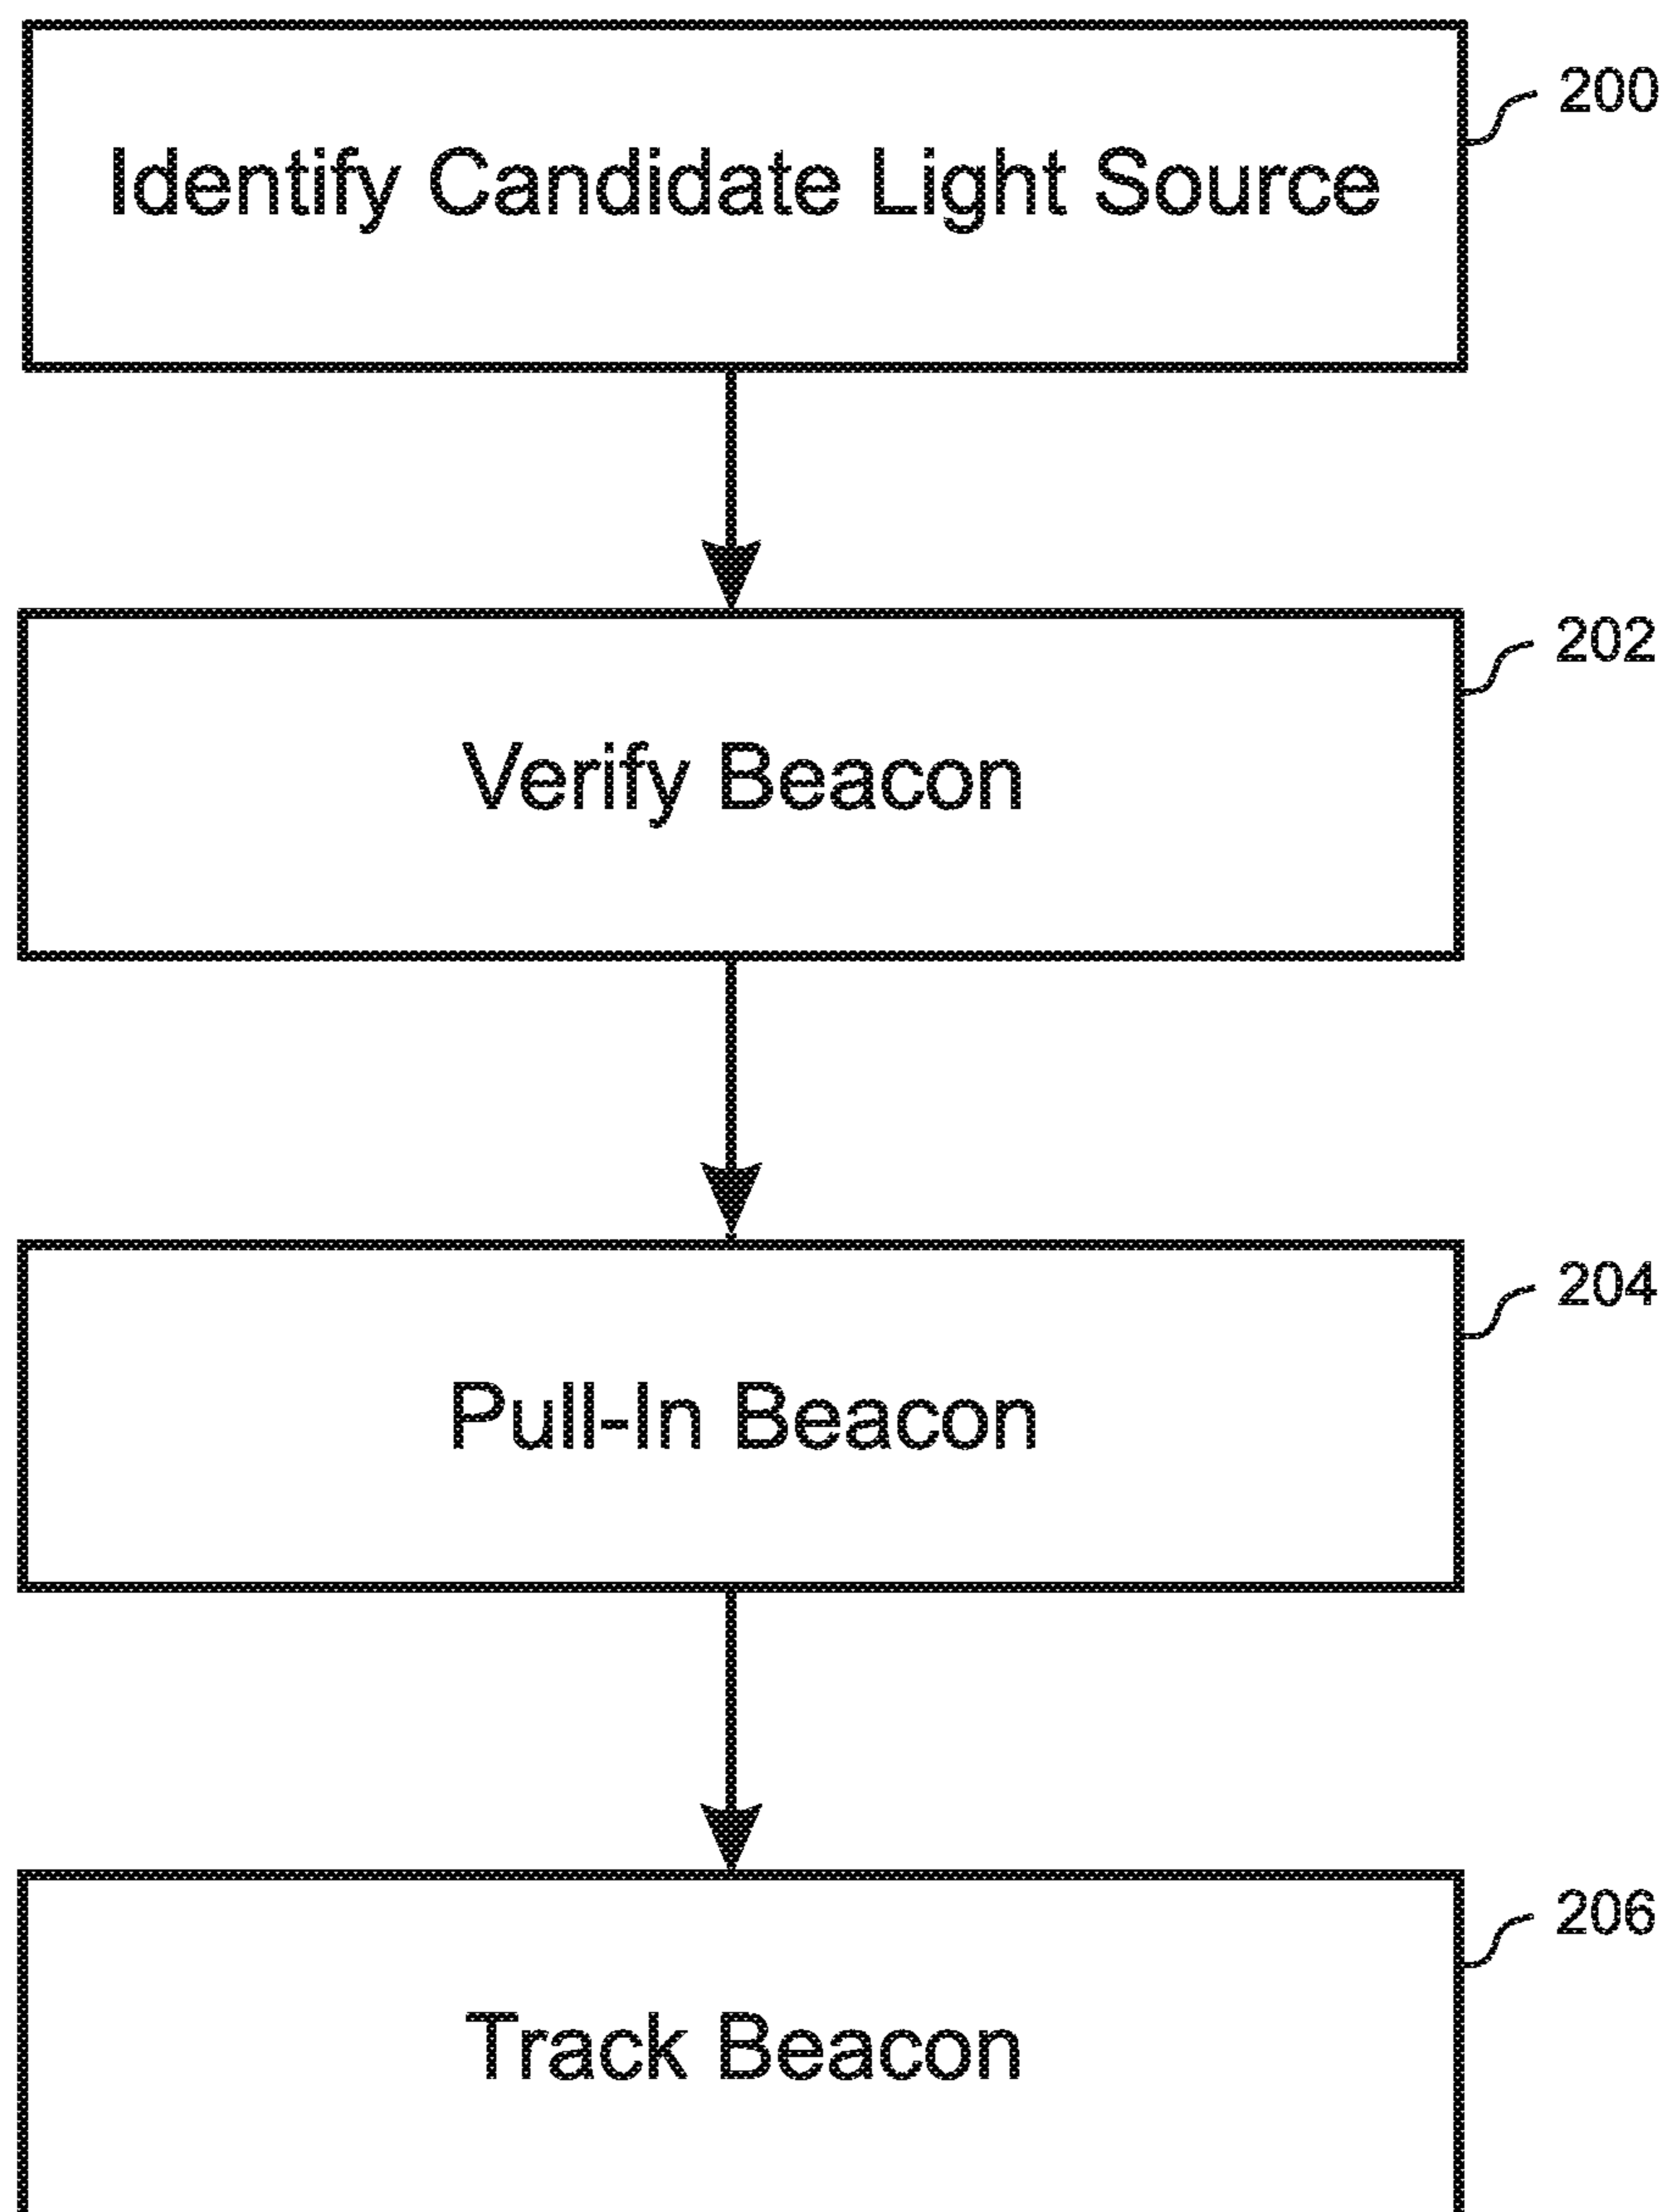 Identify Candidate Light Source
200
Verify Beacon
202
Pull-In Beacon
204
Track Beacon
206